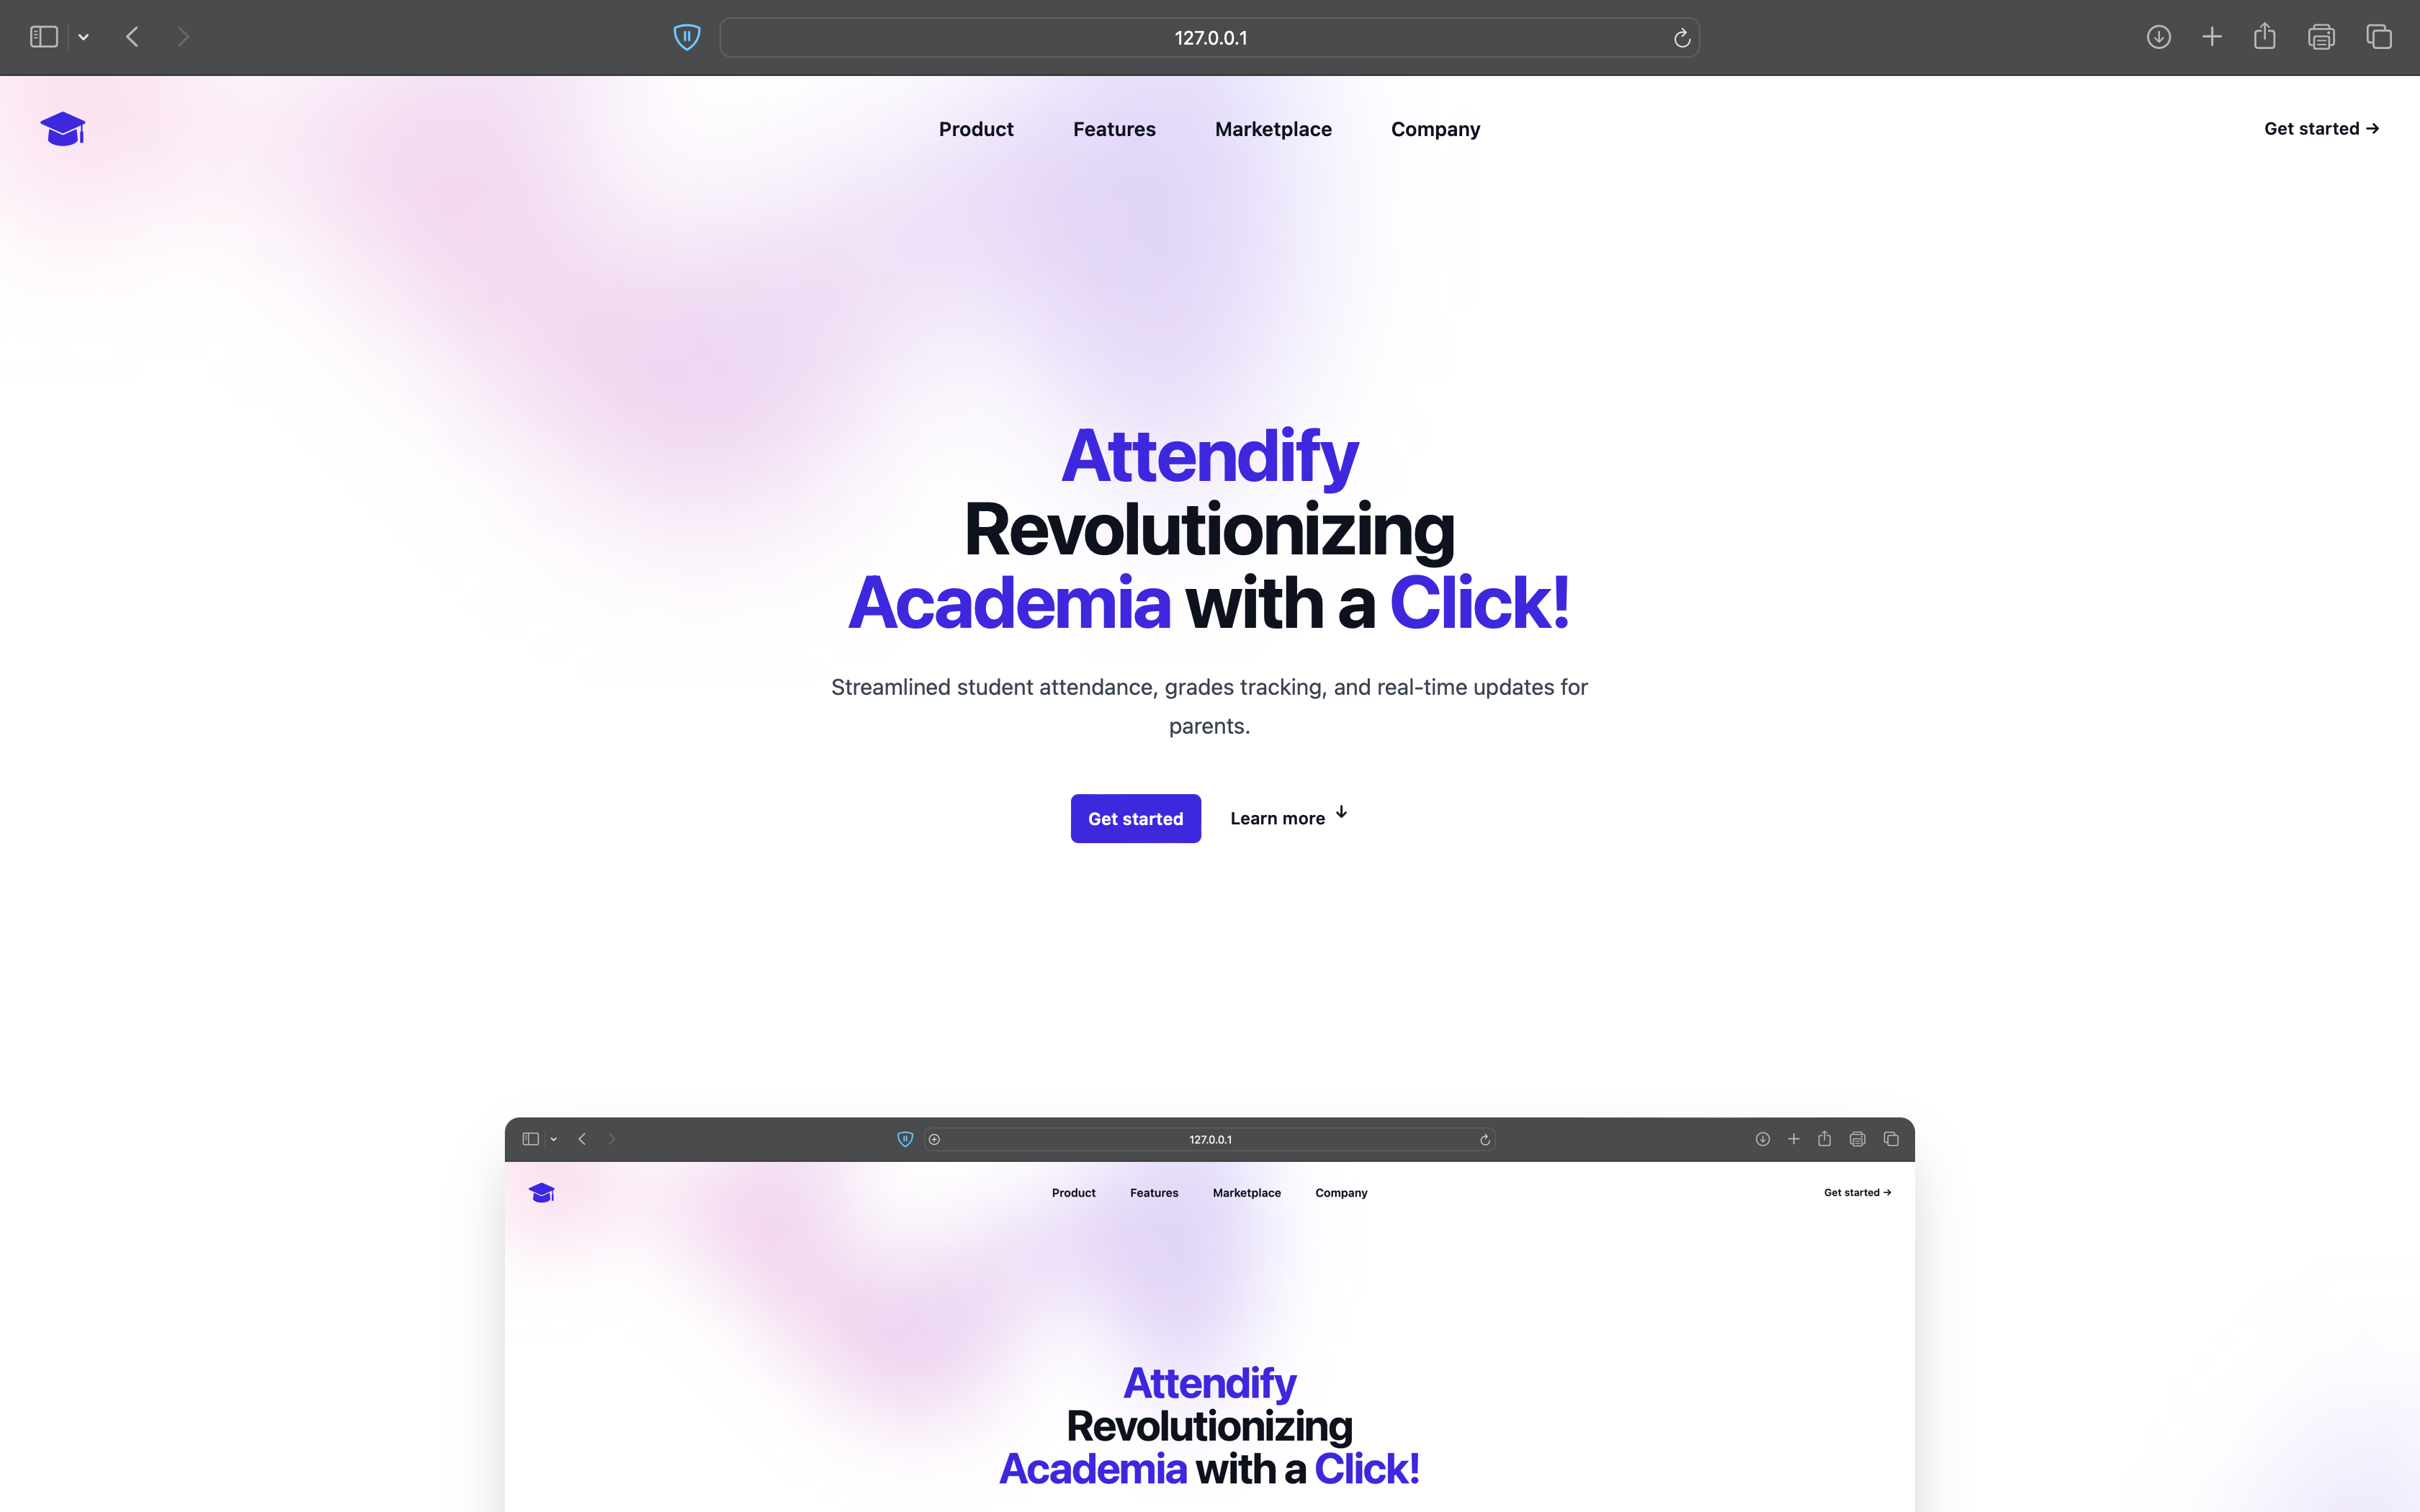 127.0.0.1
Product Features Marketplace Company Get started →
Attendify
Revolutionizing
Academia with a Click!
Streamlined student attendance, grades tracking, and real-time updates for
parents.
Get started Learn more ↓
127.0.0.1
Product Features Marketplace Company Get started →
Attendify
Revolutionizing
Academia with a Click!